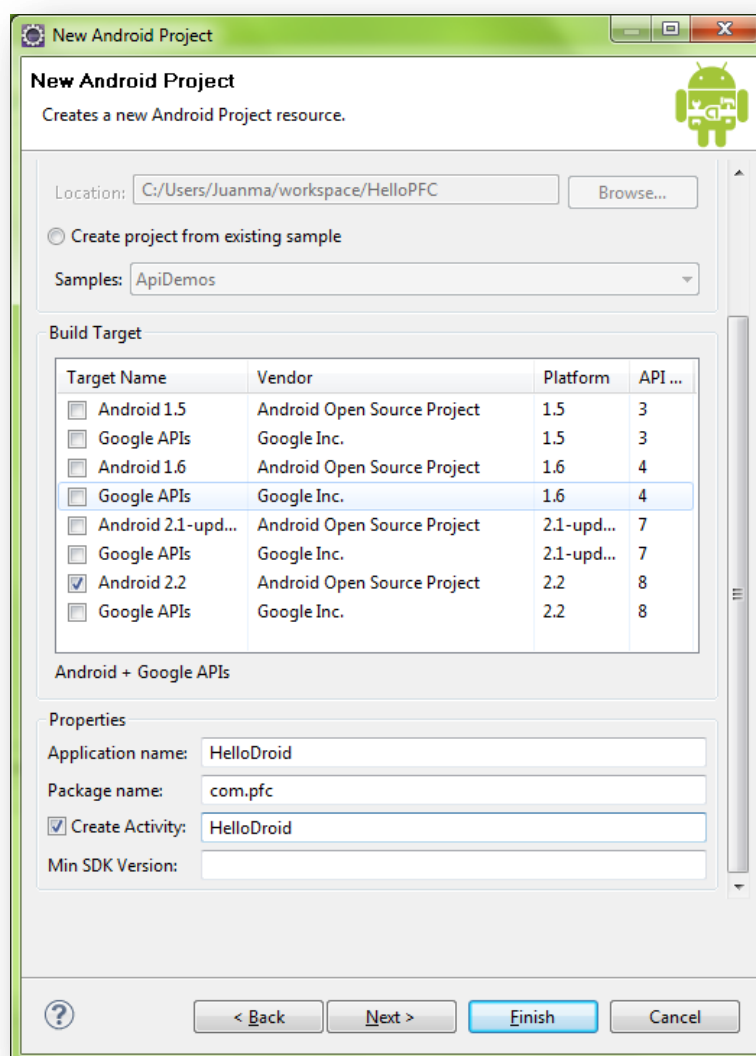 New Android Project
New Android Project
Creates a new Android Project resource.
Location: C:/Users/Juanma/workspace/HelloPFC Browse...
Create project from existing sample
Samples: ApiDemos
Build Target
Target Name Vendor Platform API ...
Android 1.5 Android Open Source Project 1.5 3
Google APIs Google Inc. 1.5 3
Android 1.6 Android Open Source Project 1.6 4
Google APIs Google Inc. 1.6 4
Android 2.1-upd... Android Open Source Project 2.1-upd... 7
Google APIs Google Inc. 2.1-upd... 7
Android 2.2 Android Open Source Project 2.2 8
Google APIs Google Inc. 2.2 8
Android + Google APIs
Properties
Application name: HelloDroid
Package name: com.pfc
Create Activity: HelloDroid
Min SDK Version:
? < Back Next > Finish Cancel